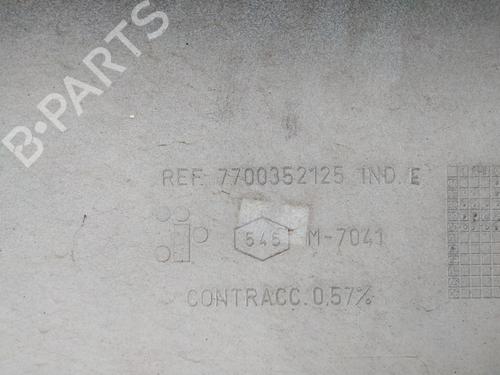 B-PARTS
REF. 7700352125 IND. E
545 M-7041
CONTRACC. 0,57%